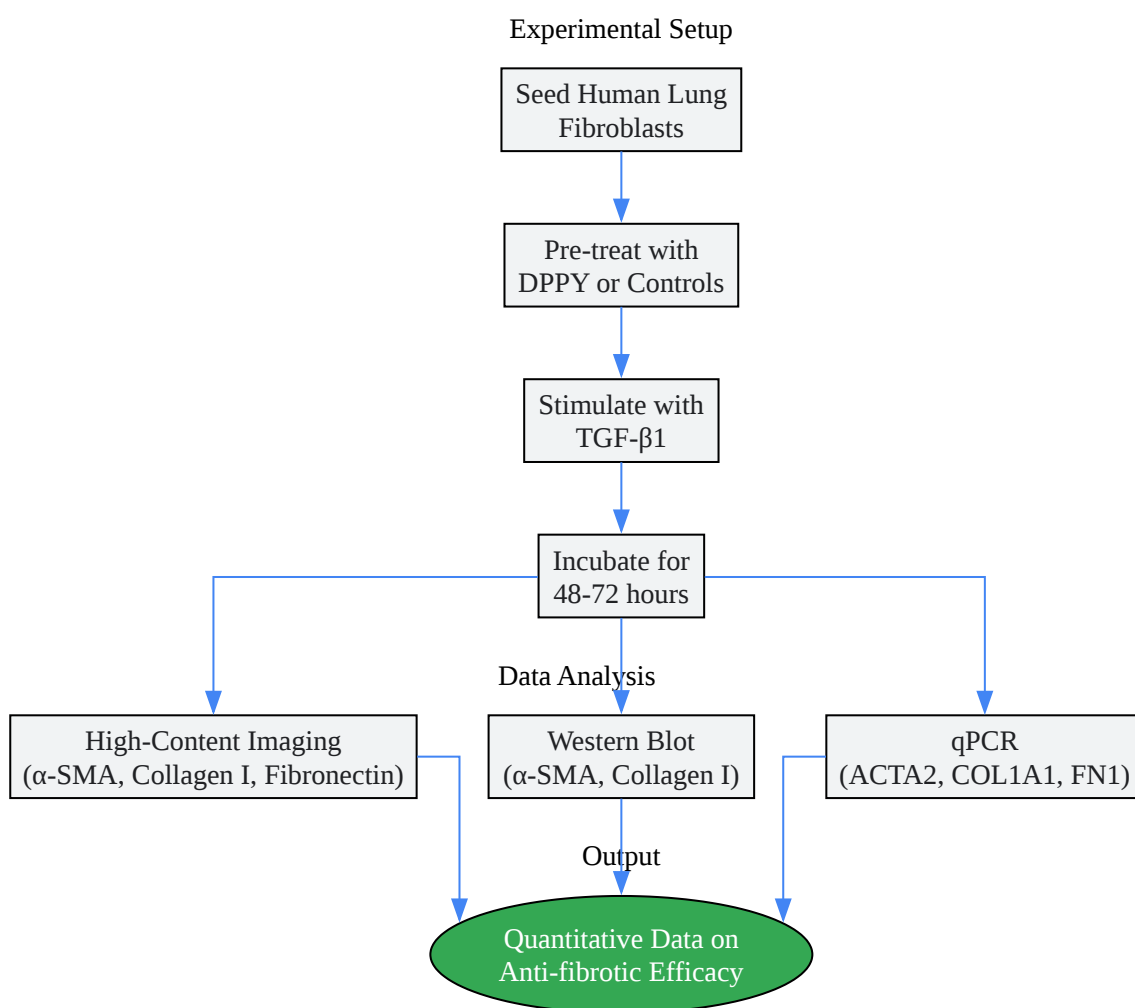 Experimental Setup
Seed Human Lung
Fibroblasts
Pre-treat with
DPPY or Controls
Stimulate with
TGF-β1
Incubate for
48-72 hours
Data Analysis
High-Content Imaging
(α-SMA, Collagen I, Fibronectin)
Western Blot
(α-SMA, Collagen I)
qPCR
(ACTA2, COL1A1, FN1)
Output
Quantitative Data on
Anti-fibrotic Efficacy